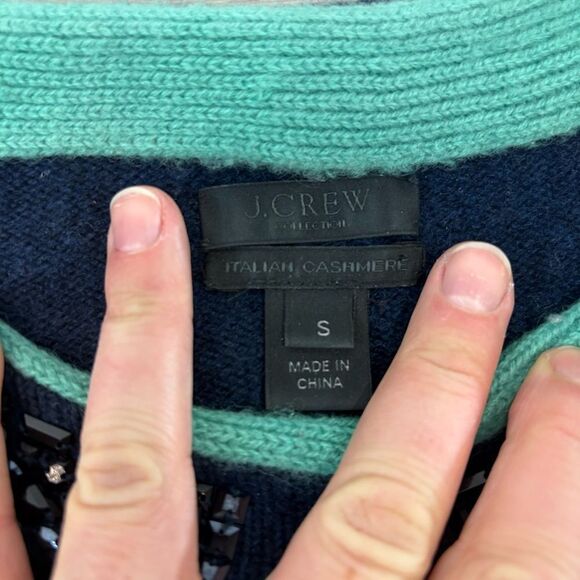 J.CREW
COLLECTION
ITALIAN CASHMERE
S
MADE IN
CHINA